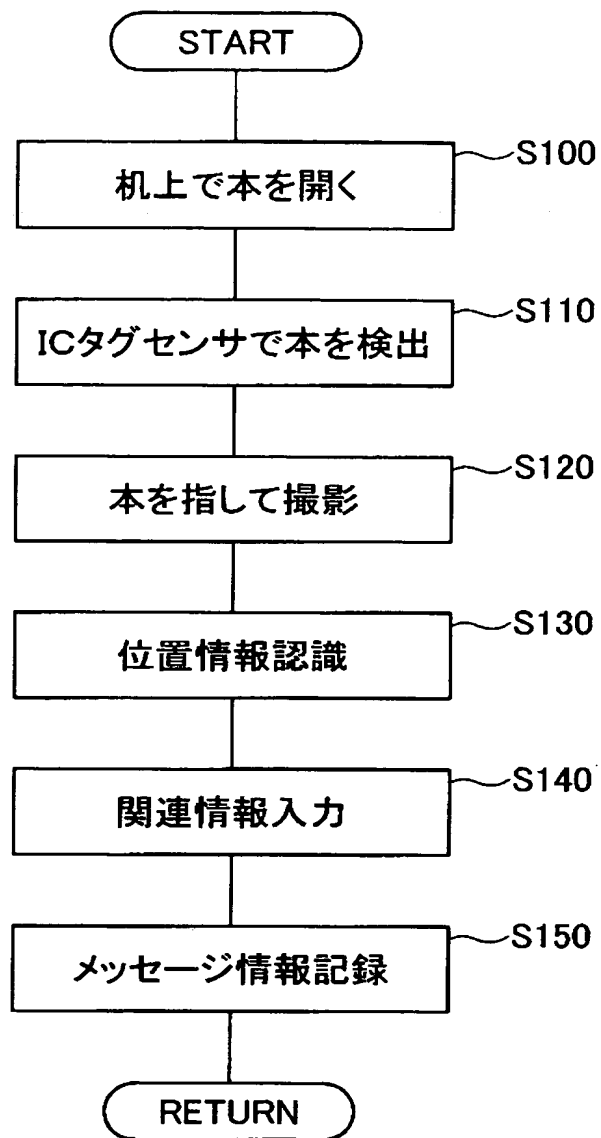 START
机上で本を開く
S100
ICタグセンサで本を検出
S110
本を指して撮影
S120
位置情報認識
S130
関連情報入力
S140
メッセージ情報記録
S150
RETURN